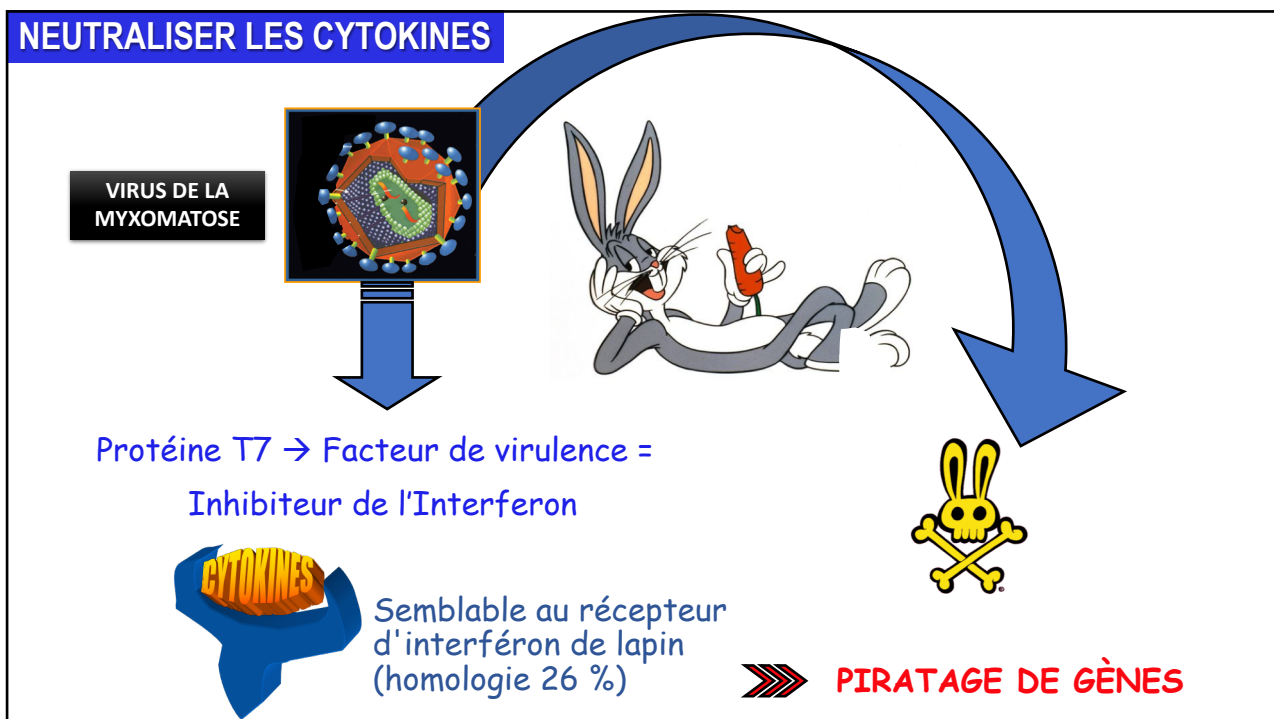 NEUTRALISER LES CYTOKINES
VIRUS DE LA
MYXOMATOSE
Protéine T7 → Facteur de virulence =
Inhibiteur de l'Interferon
CYTOKINES
Semblable au récepteur
d'interféron de lapin
(homologie 26 %)
PIRATAGE DE GÈNES